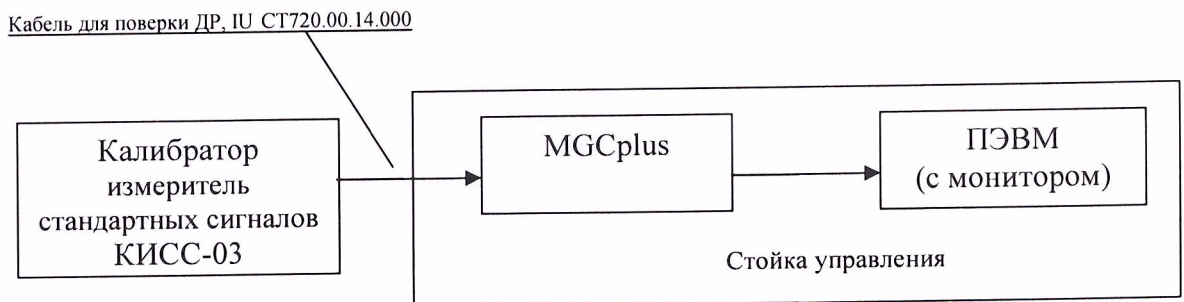 Кабель для поверки ДР, IU СТ720.00.14.000
Калибратор
измеритель
стандартных сигналов
КИСС-03
MGCplus
ПЭВМ
(с монитором)
Стойка управления